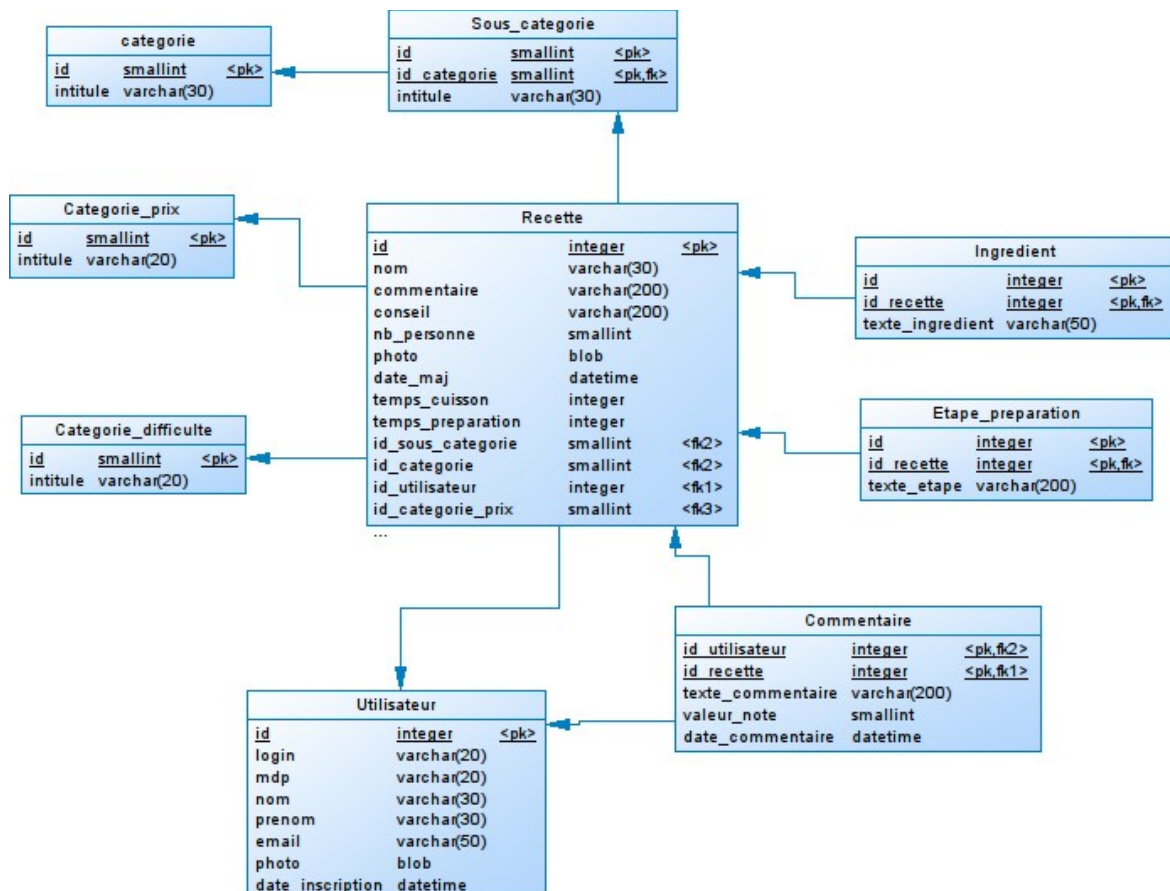 categorie
id smallint <pk>
intitule varchar(30)
Sous_categorie
id smallint <pk>
id_categorie smallint <pk,fk>
intitule varchar(30)
Categorie_prix
id smallint <pk>
intitule varchar(20)
Recette
id integer <pk>
nom varchar(30)
commentaire varchar(200)
conseil varchar(200)
nb_personne smallint
photo blob
date_maj datetime
temps_cuisson integer
temps_preparation integer
id_sous_categorie smallint <fk2>
id_categorie smallint <fk2>
id_utilisateur integer <fk1>
id_categorie_prix smallint <fk3>
...
Ingredient
id integer <pk>
id_recette integer <pk,fk>
texte_ingredient varchar(50)
Categorie_difficulte
id smallint <pk>
intitule varchar(20)
Etape_preparation
id integer <pk>
id_recette integer <pk,fk>
texte_etape varchar(200)
Commentaire
id_utilisateur integer <pk,fk2>
id_recette integer <pk,fk1>
texte_commentaire varchar(200)
valeur_note smallint
date_commentaire datetime
Utilisateur
id integer <pk>
login varchar(20)
mdp varchar(20)
nom varchar(30)
prenom varchar(30)
email varchar(50)
photo blob
date_inscription datetime